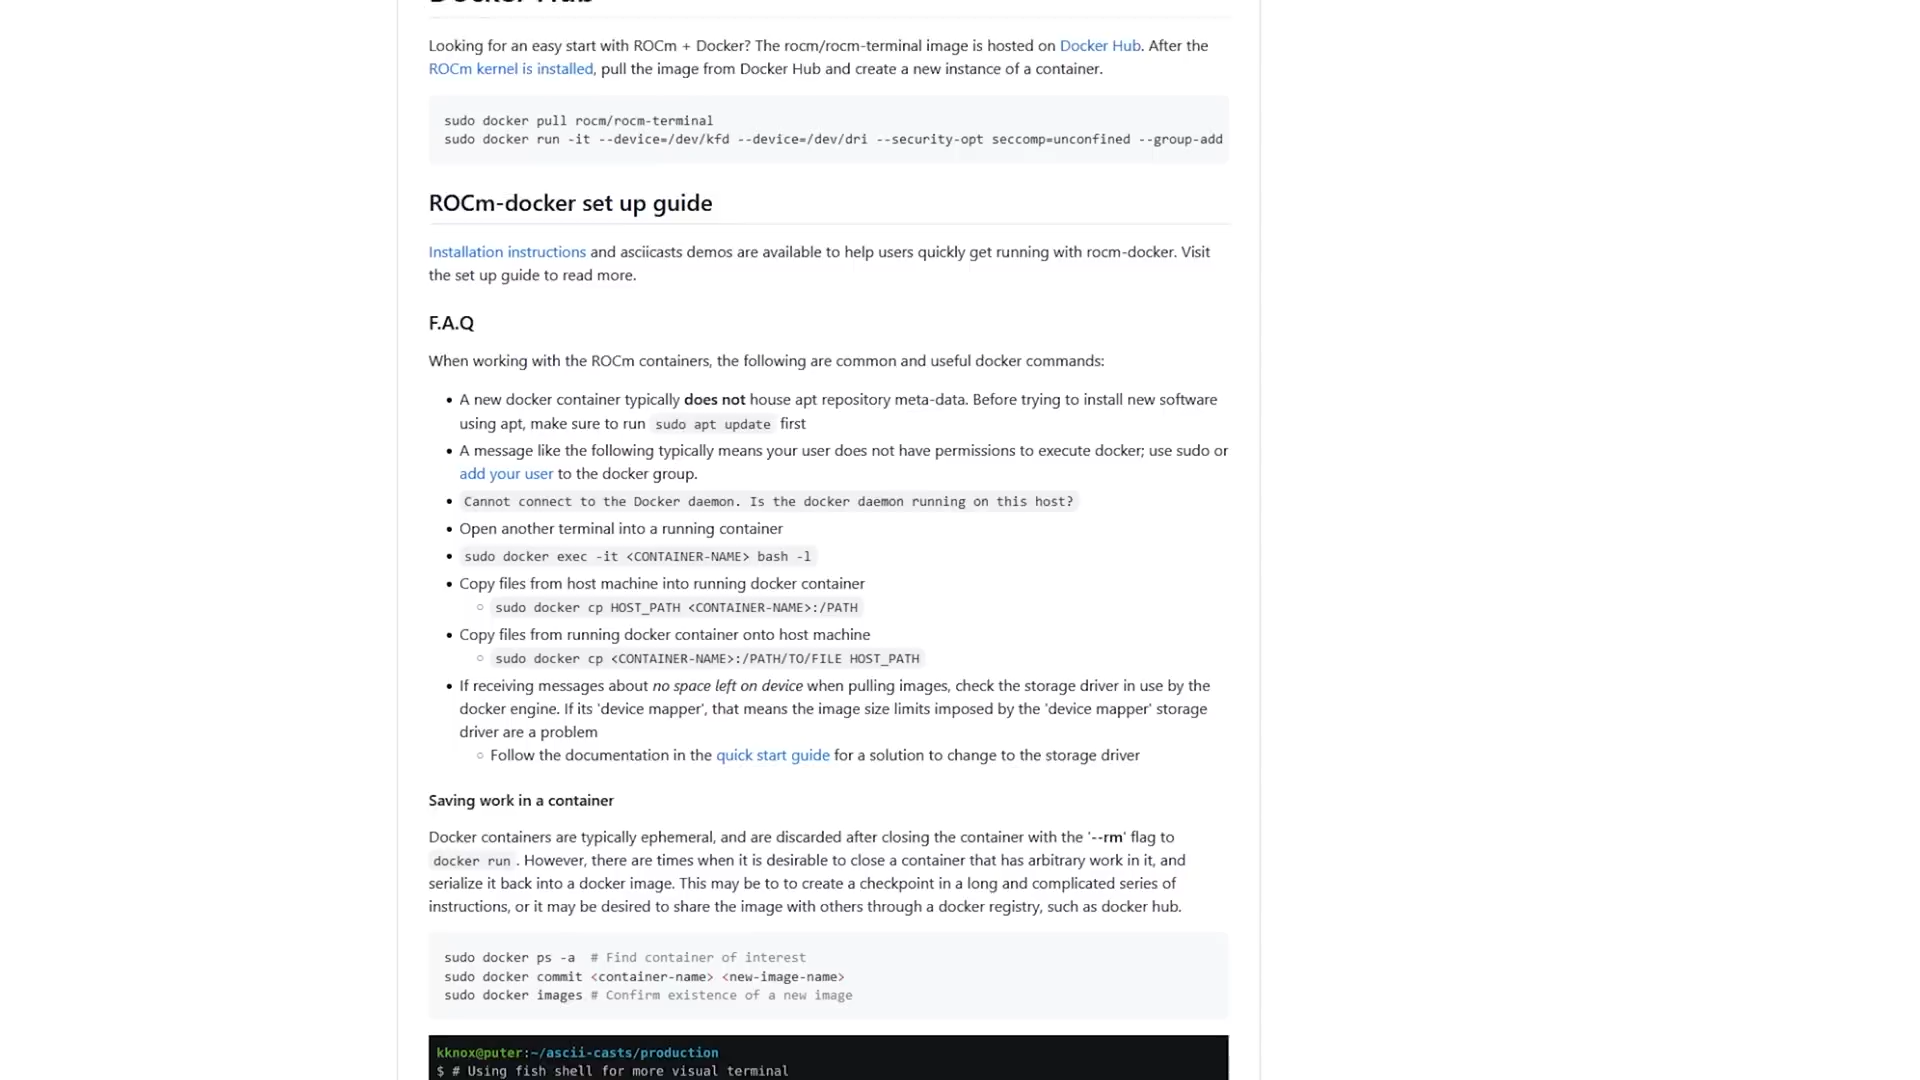 Docker Hub
Looking for an easy start with ROCm + Docker? The rocm/rocm-terminal image is hosted on Docker Hub. After the
ROCm kernel is installed, pull the image from Docker Hub and create a new instance of a container.
sudo docker pull rocm/rocm-terminal
sudo docker run -it --device=/dev/kfd --device=/dev/dri --security-opt seccomp=unconfined --group-add
ROCm-docker set up guide
Installation instructions and asciicasts demos are available to help users quickly get running with rocm-docker. Visit
the set up guide to read more.
F.A.Q
When working with the ROCm containers, the following are common and useful docker commands:
• A new docker container typically does not house apt repository meta-data. Before trying to install new software
using apt, make sure to run sudo apt update first
• A message like the following typically means your user does not have permissions to execute docker; use sudo or
add your user to the docker group.
• Cannot connect to the Docker daemon. Is the docker daemon running on this host?
• Open another terminal into a running container
• sudo docker exec -it <CONTAINER-NAME> bash -l
• Copy files from host machine into running docker container
○ sudo docker cp HOST_PATH <CONTAINER-NAME>:/PATH
• Copy files from running docker container onto host machine
○ sudo docker cp <CONTAINER-NAME>:/PATH/TO/FILE HOST_PATH
• If receiving messages about no space left on device when pulling images, check the storage driver in use by the
docker engine. If its 'device mapper', that means the image size limits imposed by the 'device mapper' storage
driver are a problem
○ Follow the documentation in the quick start guide for a solution to change to the storage driver
Saving work in a container
Docker containers are typically ephemeral, and are discarded after closing the container with the '--rm' flag to
docker run . However, there are times when it is desirable to close a container that has arbitrary work in it, and
serialize it back into a docker image. This may be to to create a checkpoint in a long and complicated series of
instructions, or it may be desired to share the image with others through a docker registry, such as docker hub.
sudo docker ps -a # Find container of interest
sudo docker commit <container-name> <new-image-name>
sudo docker images # Confirm existence of a new image
kknox@puter:~/ascii-casts/production
$ # Using fish shell for more visual terminal